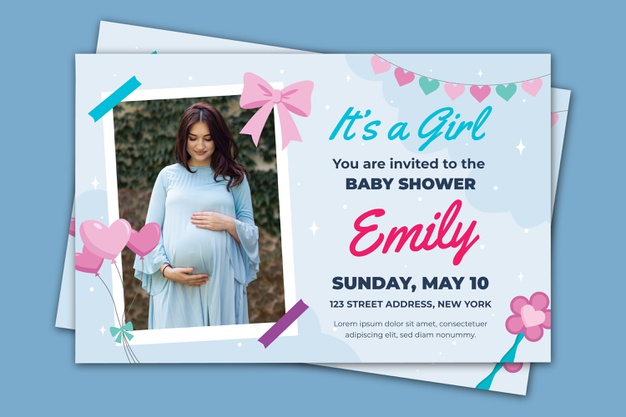 It's a Girl
You are invited to the
BABY SHOWER
Emily
SUNDAY, MAY 10
123 STREET ADDRESS, NEW YORK
Lorem ipsum dolor sit amet, consectetuer
adipiscing elit, sed diam nonummy.